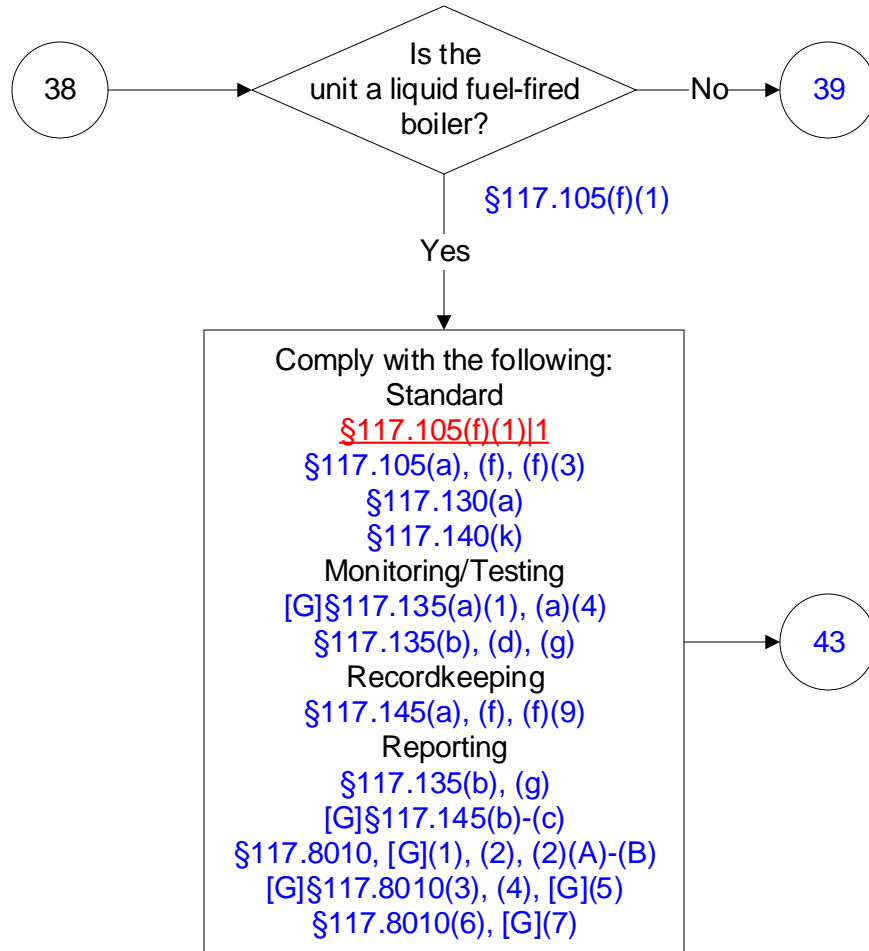 38
Is the
unit a liquid fuel-fired
boiler?
No
39
§117.105(f)(1)
Yes
Comply with the following:
Standard
§117.105(f)(1)|1
§117.105(a), (f), (f)(3)
§117.130(a)
§117.140(k)
Monitoring/Testing
[G]§117.135(a)(1), (a)(4)
§117.135(b), (d), (g)
Recordkeeping
§117.145(a), (f), (f)(9)
Reporting
§117.135(b), (g)
[G]§117.145(b)-(c)
§117.8010, [G](1), (2), (2)(A)-(B)
[G]§117.8010(3), (4), [G](5)
§117.8010(6), [G](7)
43